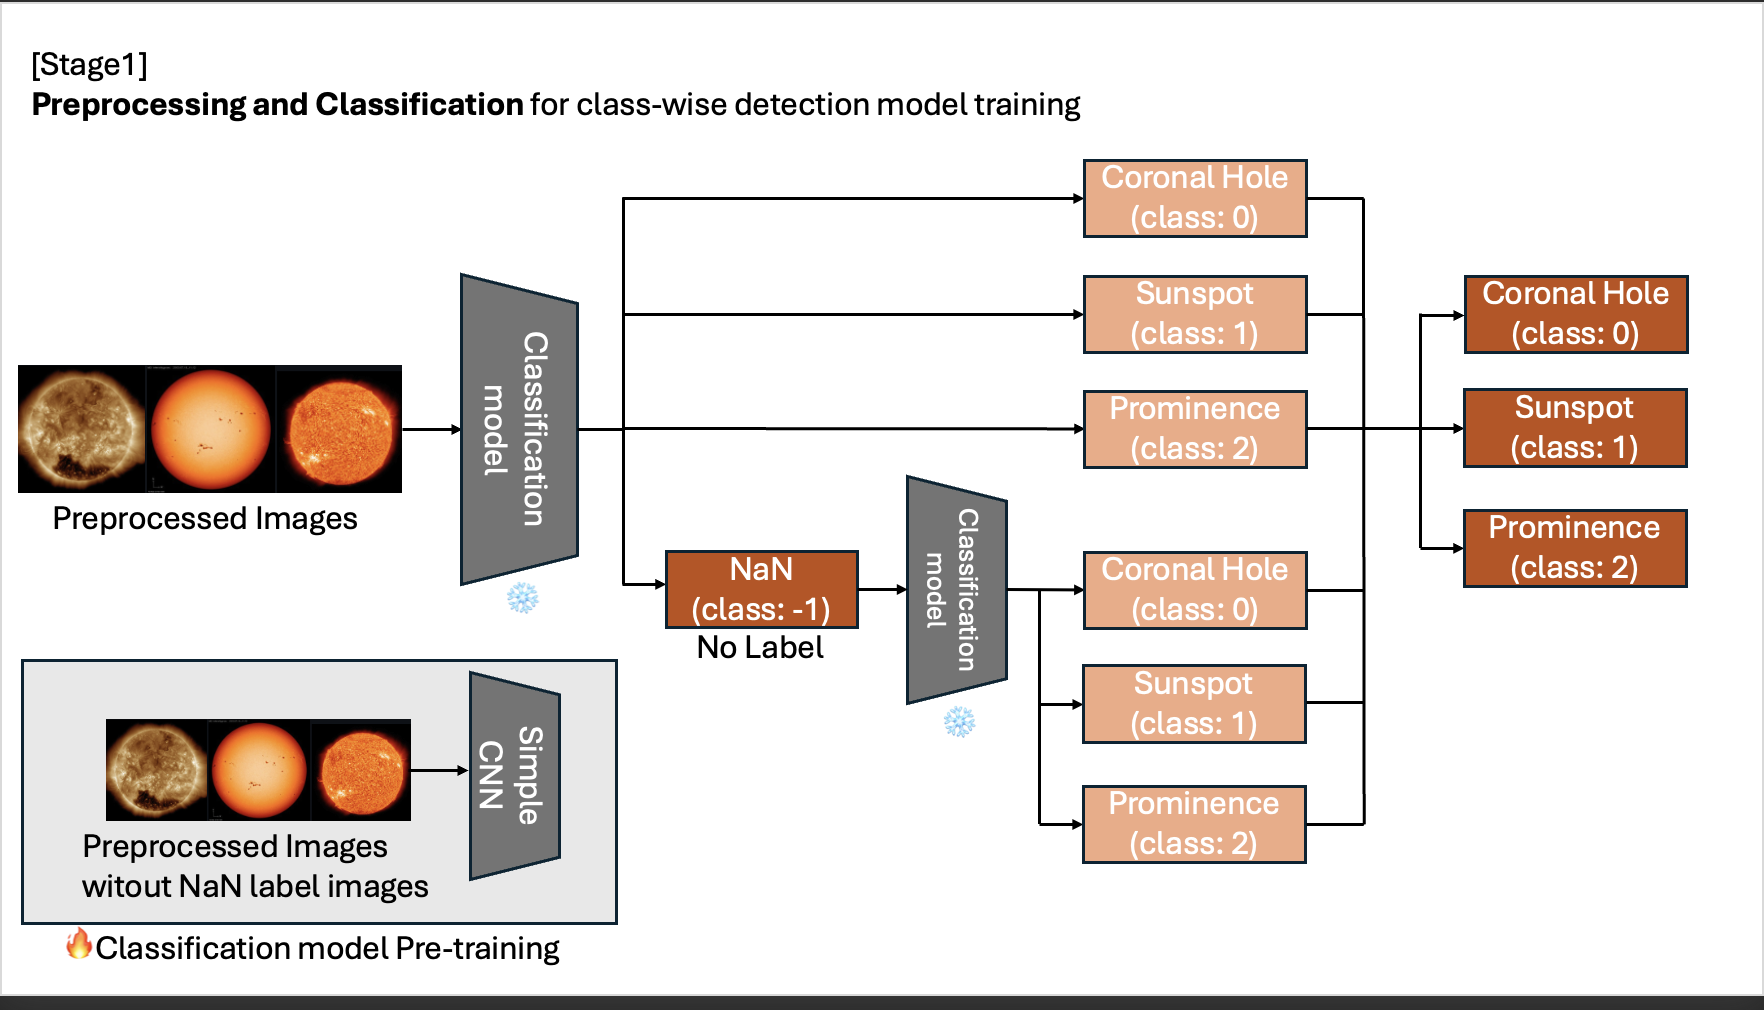 [Stage1]
Preprocessing and Classification for class-wise detection model training
Preprocessed Images
Classification
model
Coronal Hole
(class: 0)
Sunspot
(class: 1)
Prominence
(class: 2)
NaN
(class: -1)
No Label
Classification
model
Coronal Hole
(class: 0)
Sunspot
(class: 1)
Prominence
(class: 2)
Coronal Hole
(class: 0)
Sunspot
(class: 1)
Prominence
(class: 2)
Simple
CNN
Preprocessed Images
witout NaN label images
Classification model Pre-training